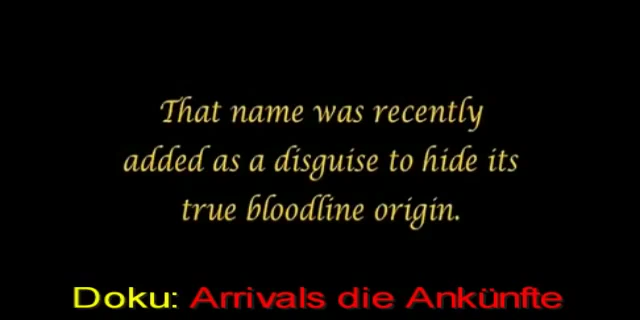 That name was recently
added as a disguise to hide its
true bloodline origin.
Doku: Arrivals die Ankünfte